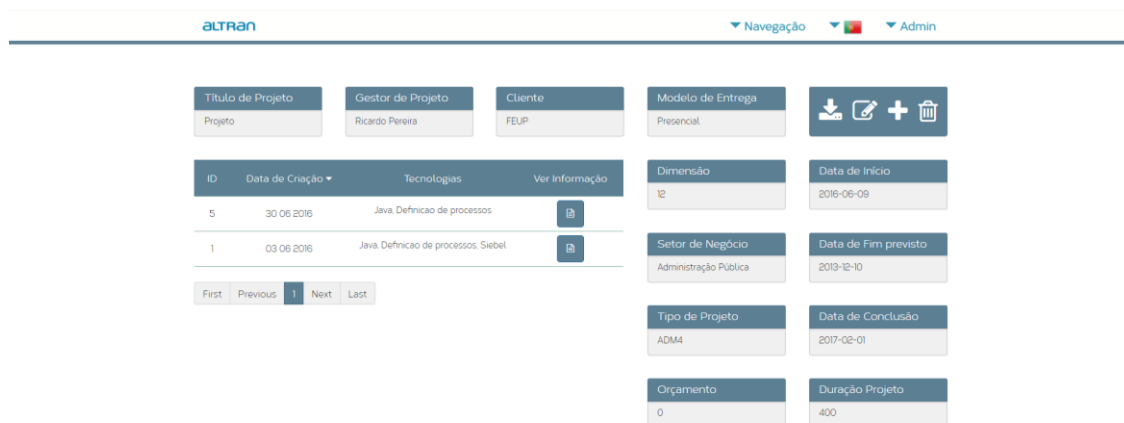 altran
Navegação
Admin
Título de Projeto
Projeto
Gestor de Projeto
Ricardo Pereira
Cliente
FEUP
Modelo de Entrega
Presencial
ID Data de Criação Tecnologias Ver Informação
5 30 06 2016 Java, Definicao de processos
1 03 06 2016 Java, Definicao de processos, Siebel
First Previous 1 Next Last
Dimensão
12
Data de Início
2016-06-09
Setor de Negócio
Administração Pública
Data de Fim previsto
2013-12-10
Tipo de Projeto
ADM4
Data de Conclusão
2017-02-01
Orçamento
0
Duração Projeto
400